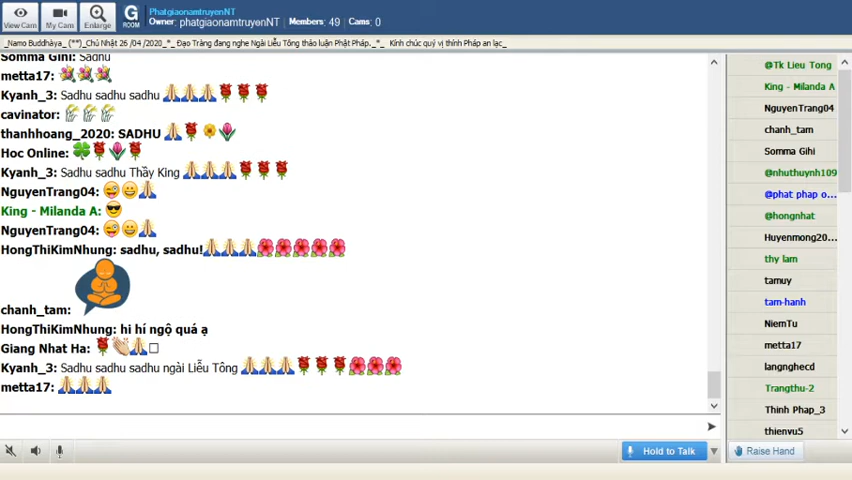 View Cam
My Cam
Enlarge
G
ROOM
PhatgiaonamtruyenNT
Owner: phatgiaonamtruyenNT | Members: 49 | Cams: 0
_Namo Buddhàya_ (**)_Chủ Nhật 26 /04 /2020_*_ Đạo Tràng đang nghe Ngài Liễu Tông thảo luận Phật Pháp._*_ Kính chúc quý vị thính Pháp an lạc_
Somma Gihi: Sadhu
metta17:
Kyanh_3: Sadhu sadhu sadhu
cavinator:
thanhhoang_2020: SADHU
Hoc Online:
Kyanh_3: Sadhu sadhu Thầy King
NguyenTrang04:
King - Milanda A:
NguyenTrang04:
HongThiKimNhung: sadhu, sadhu!
chanh_tam:
HongThiKimNhung: hi hí ngộ quá ạ
Giang Nhat Ha:
Kyanh_3: Sadhu sadhu sadhu ngài Liễu Tông
metta17:
Hold to Talk
@Tk Lieu Tong
King - Milanda A
NguyenTrang04
chanh_tam
Somma Gihi
@nhuthuynh109
@phat phap o...
@hongnhat
Huyenmong20...
thy lam
tamuy
tam-hanh
NiemTu
metta17
langnghecd
Trangthu-2
Thinh Phap_3
thienvu5
Raise Hand